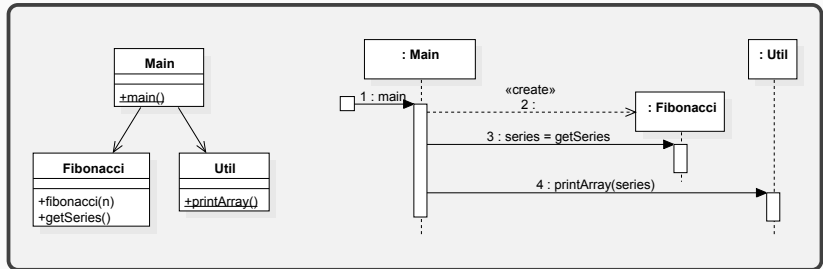 Main
+main()
Fibonacci
+fibonacci(n)
+getSeries()
Util
+printArray()
: Main
: Util
1 : main
«create»
2 :
: Fibonacci
3 : series = getSeries
4 : printArray(series)